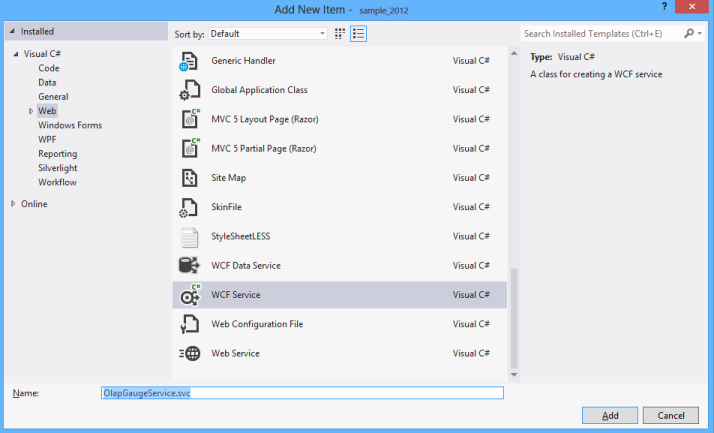 Add New Item - sample_2012
? ×
Installed
Sort by: Default
Search Installed Templates (Ctrl+E)
Visual C#
Code
Data
General
Web
Windows Forms
WPF
Reporting
Silverlight
Workflow
Online
Generic Handler Visual C#
Global Application Class Visual C#
MVC 5 Layout Page (Razor) Visual C#
MVC 5 Partial Page (Razor) Visual C#
Site Map Visual C#
SkinFile Visual C#
StyleSheetLESS Visual C#
WCF Data Service Visual C#
WCF Service Visual C#
Web Configuration File Visual C#
Web Service Visual C#
Type: Visual C#
A class for creating a WCF service
Name: OlapGaugeService.svc
Add Cancel